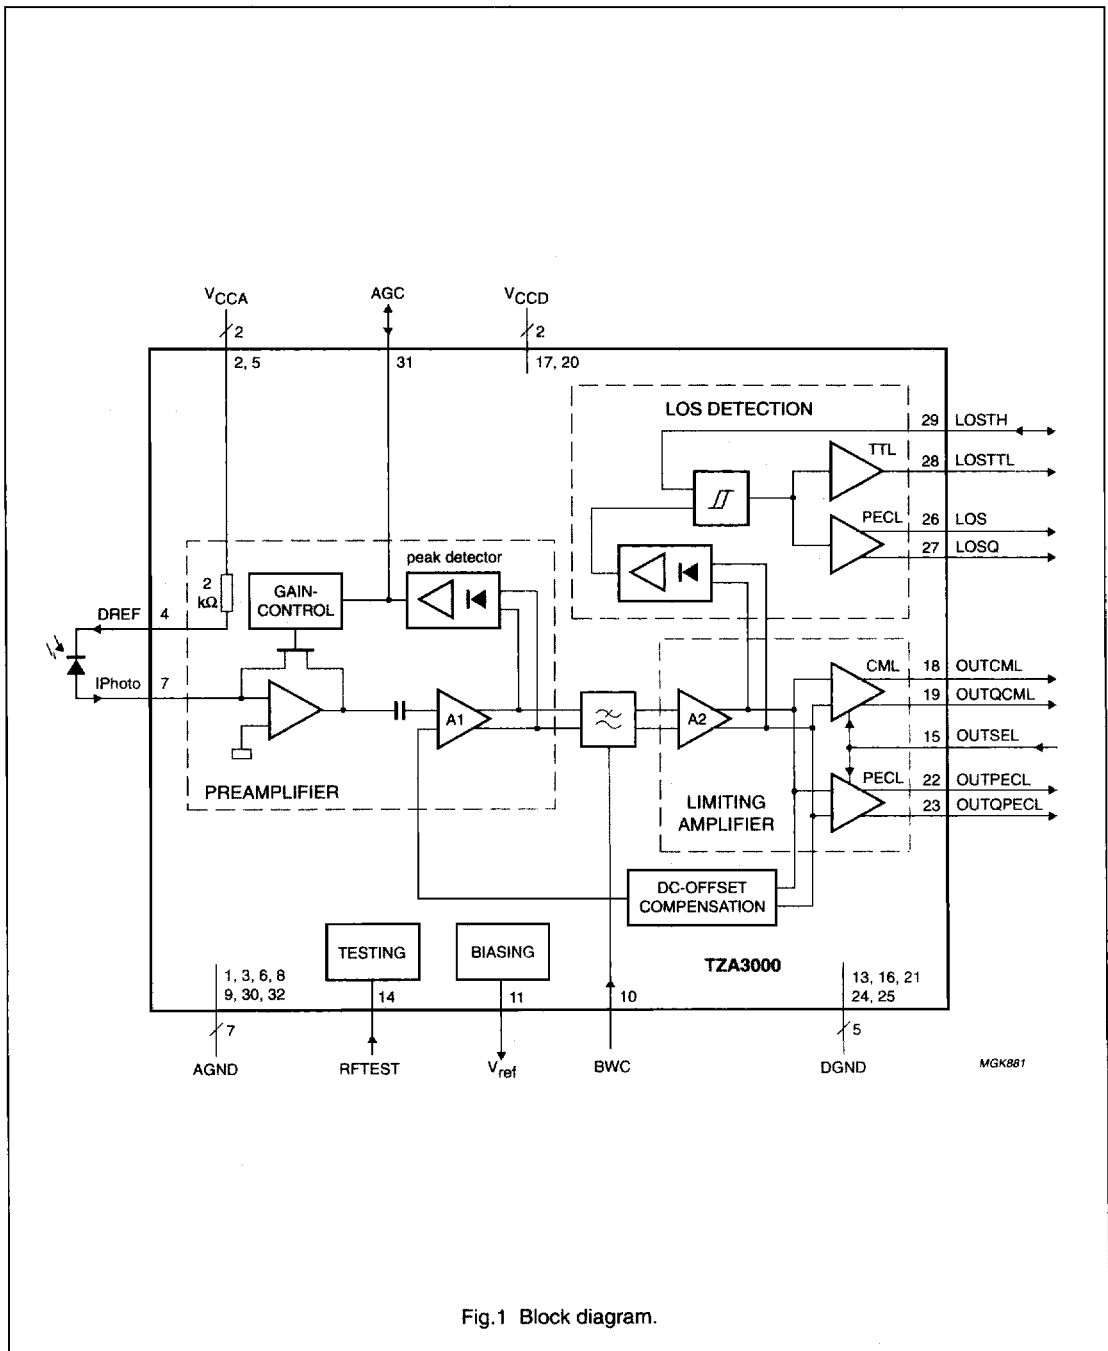 VCCA
AGC
VCCD
2
2
2, 5
31
17, 20
LOS DETECTION
29 LOSTH
TTL
28 LOSTTL
PECL
26 LOS
27 LOSQ
peak detector
2
kΩ
GAIN-
CONTROL
DREF 4
IPhoto 7
A1
A2
CML
18 OUTCML
19 OUTQCML
15 OUTSEL
PECL
22 OUTPECL
23 OUTQPECL
PREAMPLIFIER
LIMITING
AMPLIFIER
DC-OFFSET
COMPENSATION
TESTING
BIASING
TZA3000
1, 3, 6, 8
9, 30, 32
14
11
10
13, 16, 21
24, 25
7
5
AGND
RFTEST
Vref
BWC
DGND
MGK881
Fig.1 Block diagram.